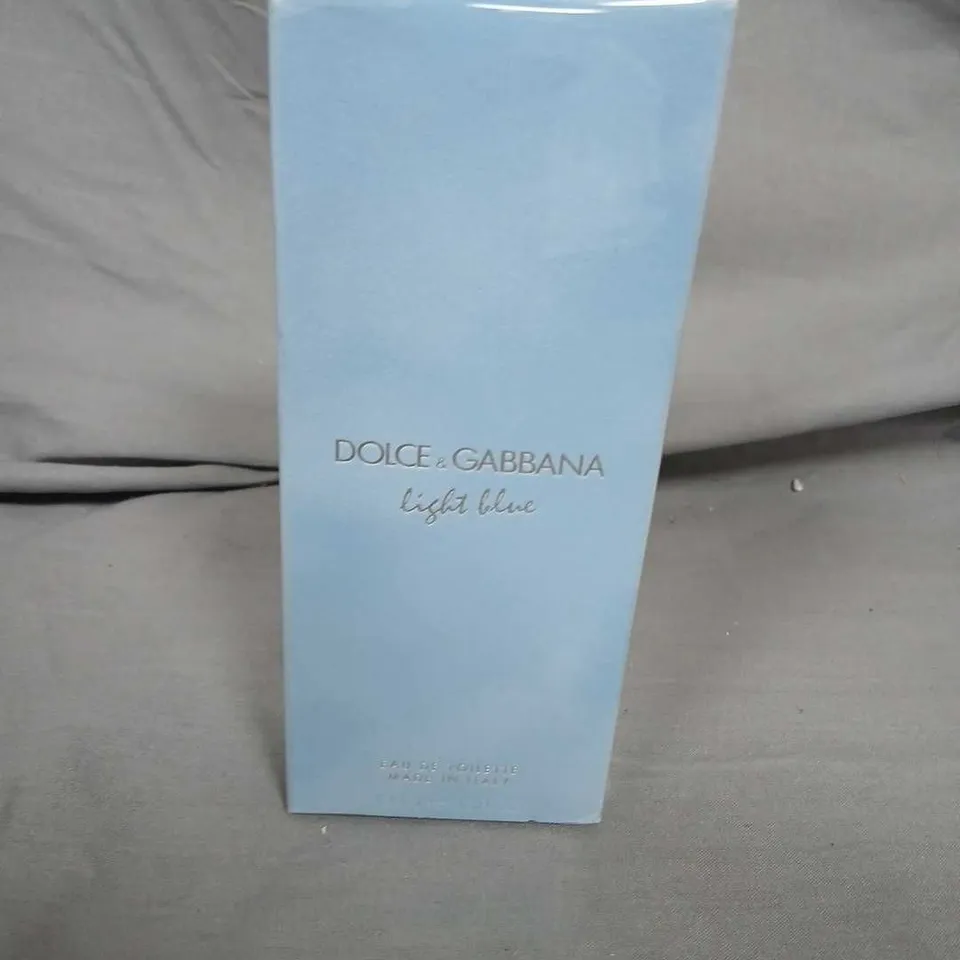 DOLCE & GABBANA
light blue
EAU DE TOILETTE
MADE IN ITALY